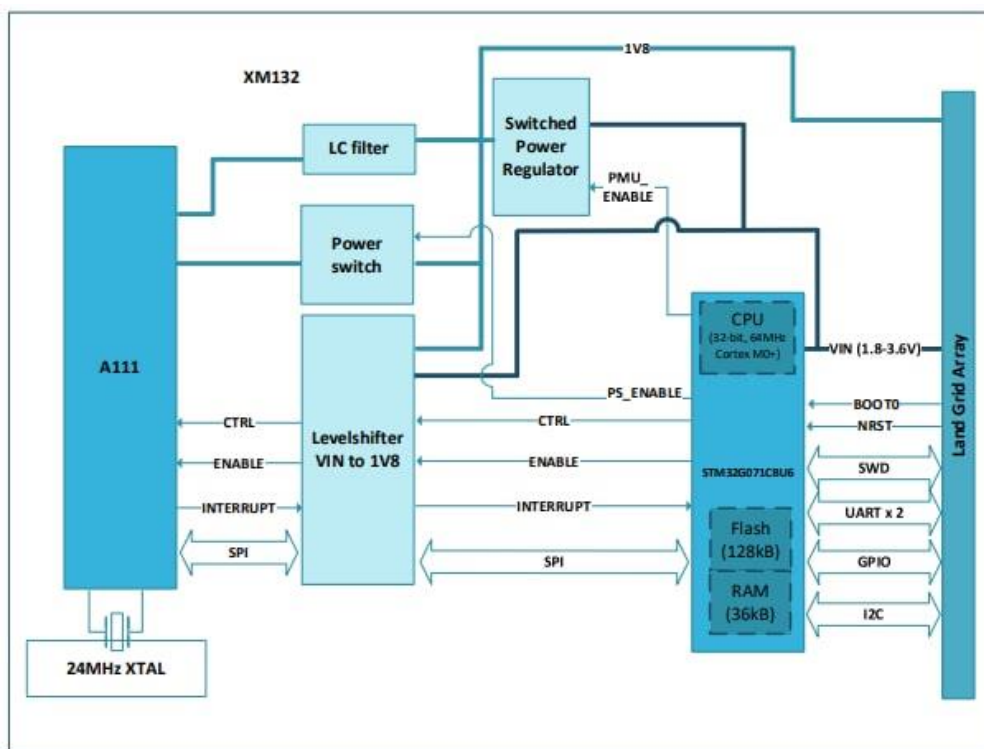 1V8
XM132
Switched
Power
Regulator
LC filter
PMU_
ENABLE
Power
switch
CPU
(32-bit, 64MHz
Cortex M0+)
VIN (1.8-3.6V)
A111
Land Grid Array
PS_ENABLE
BOOT0
CTRL
CTRL
NRST
Levelshifter
VIN to 1V8
ENABLE
ENABLE
STM32G071CBU6
SWD
INTERRUPT
INTERRUPT
UART x 2
Flash
(128kB)
SPI
SPI
GPIO
RAM
(36kB)
I2C
24MHz XTAL